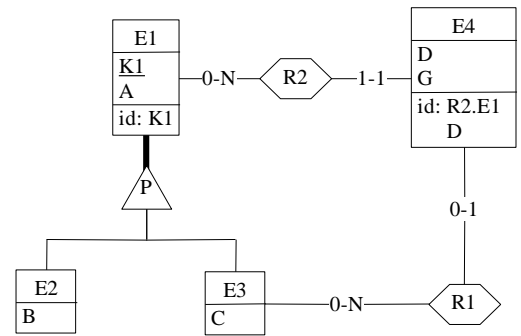 E1
K1
A
id: K1
0-N
R2
1-1
E4
D
G
id: R2.E1
D
P
0-1
E2
B
E3
C
0-N
R1